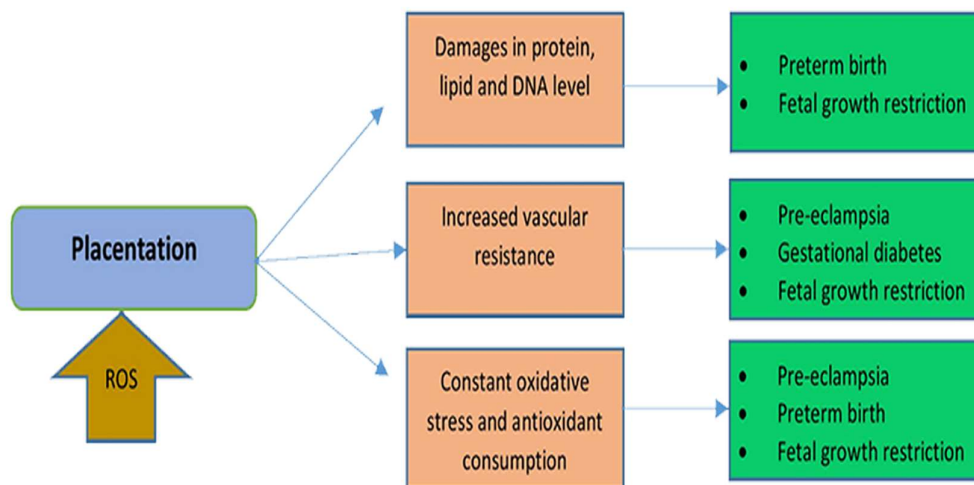 Placentation
ROS
Damages in protein,
lipid and DNA level
• Preterm birth
• Fetal growth restriction
Increased vascular
resistance
• Pre-eclampsia
• Gestational diabetes
• Fetal growth restriction
Constant oxidative
stress and antioxidant
consumption
• Pre-eclampsia
• Preterm birth
• Fetal growth restriction